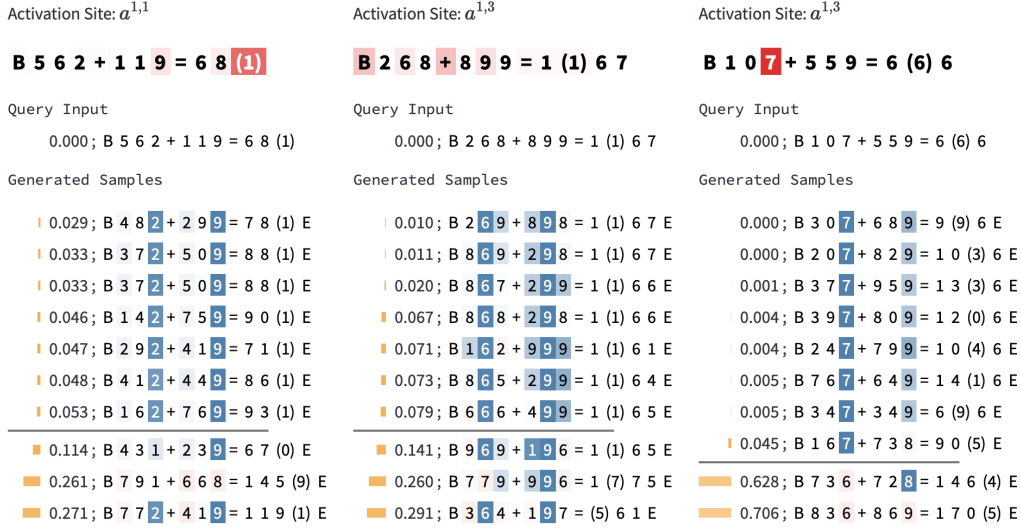 Activation Site: a^{1,1}
B 5 6 2 + 1 1 9 = 6 8 (1)
Query Input
0.000; B 5 6 2 + 1 1 9 = 6 8 (1)
Generated Samples
0.029; B 4 8 2 + 2 9 9 = 7 8 (1) E
0.033; B 3 7 2 + 5 0 9 = 8 8 (1) E
0.033; B 3 7 2 + 5 0 9 = 8 8 (1) E
0.046; B 1 4 2 + 7 5 9 = 9 0 (1) E
0.047; B 2 9 2 + 4 1 9 = 7 1 (1) E
0.048; B 4 1 2 + 4 4 9 = 8 6 (1) E
0.053; B 1 6 2 + 7 6 9 = 9 3 (1) E
0.114; B 4 3 1 + 2 3 9 = 6 7 (0) E
0.261; B 7 9 1 + 6 6 8 = 1 4 5 (9) E
0.271; B 7 7 2 + 4 1 9 = 1 1 9 (1) E
Activation Site: a^{1,3}
B 2 6 8 + 8 9 9 = 1 (1) 6 7
Query Input
0.000; B 2 6 8 + 8 9 9 = 1 (1) 6 7
Generated Samples
0.010; B 2 6 9 + 8 9 8 = 1 (1) 6 7 E
0.011; B 8 6 9 + 2 9 8 = 1 (1) 6 7 E
0.020; B 8 6 7 + 2 9 9 = 1 (1) 6 6 E
0.067; B 8 6 8 + 2 9 8 = 1 (1) 6 6 E
0.071; B 1 6 2 + 9 9 9 = 1 (1) 6 1 E
0.073; B 8 6 5 + 2 9 9 = 1 (1) 6 4 E
0.079; B 6 6 6 + 4 9 9 = 1 (1) 6 5 E
0.141; B 9 6 9 + 1 9 6 = 1 (1) 6 5 E
0.260; B 7 7 9 + 9 9 6 = 1 (7) 7 5 E
0.291; B 3 6 4 + 1 9 7 = (5) 6 1 E
Activation Site: a^{1,3}
B 1 0 7 + 5 5 9 = 6 (6) 6
Query Input
0.000; B 1 0 7 + 5 5 9 = 6 (6) 6
Generated Samples
0.000; B 3 0 7 + 6 8 9 = 9 (9) 6 E
0.000; B 2 0 7 + 8 2 9 = 1 0 (3) 6 E
0.001; B 3 7 7 + 9 5 9 = 1 3 (3) 6 E
0.004; B 3 9 7 + 8 0 9 = 1 2 (0) 6 E
0.004; B 2 4 7 + 7 9 9 = 1 0 (4) 6 E
0.005; B 7 6 7 + 6 4 9 = 1 4 (1) 6 E
0.005; B 3 4 7 + 3 4 9 = 6 (9) 6 E
0.045; B 1 6 7 + 7 3 8 = 9 0 (5) E
0.628; B 7 3 6 + 7 2 8 = 1 4 6 (4) E
0.706; B 8 3 6 + 8 6 9 = 1 7 0 (5) E